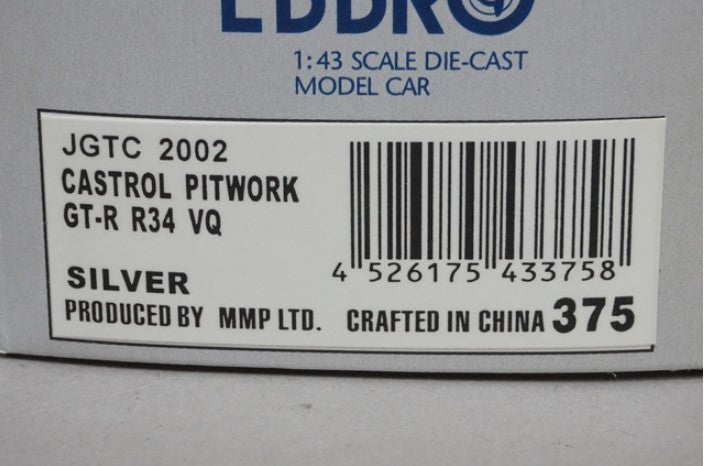 EBBRO
1:43 SCALE DIE-CAST
MODEL CAR
JGTC 2002
CASTROL PITWORK
GT-R R34 VQ
SILVER
4 526175 433758
PRODUCED BY MMP LTD. CRAFTED IN CHINA 375